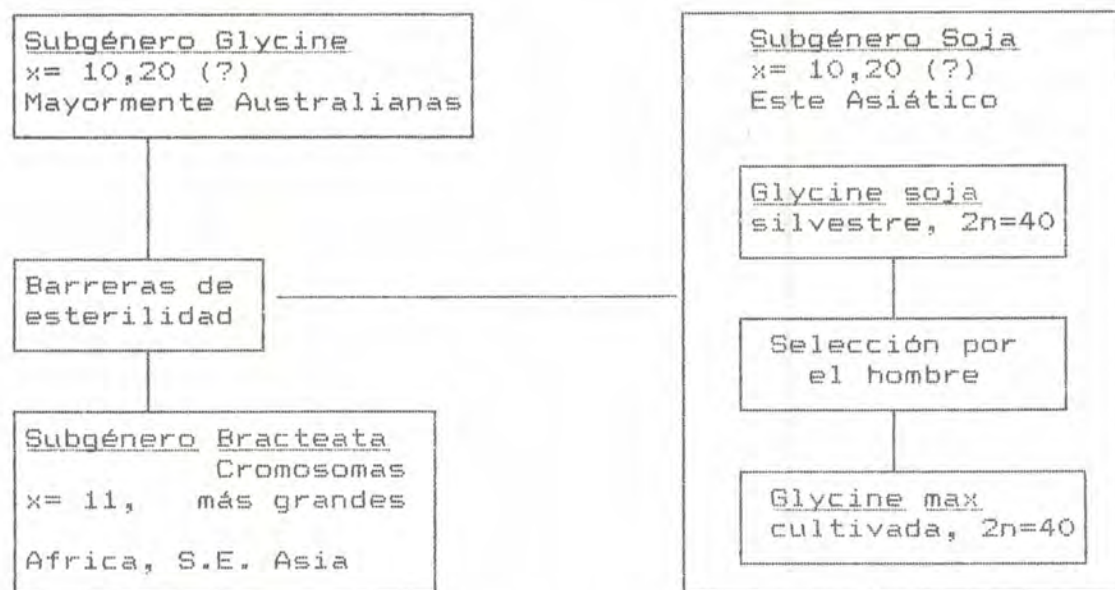 Subgénero Glycine
x= 10,20 (?)
Mayormente Australianas
Barreras de
esterilidad
Subgénero Bracteata
Cromosomas
x= 11, más grandes
Africa, S.E. Asia
Subgénero Soja
x= 10,20 (?)
Este Asiático
Glycine soja
silvestre, 2n=40
Selección por
el hombre
Glycine max
cultivada, 2n=40